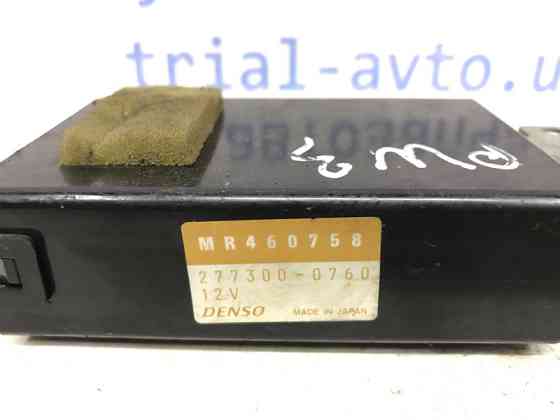 trial-avto.u
MR460758
277300-0760
12V
DENSO MADE IN JAPAN